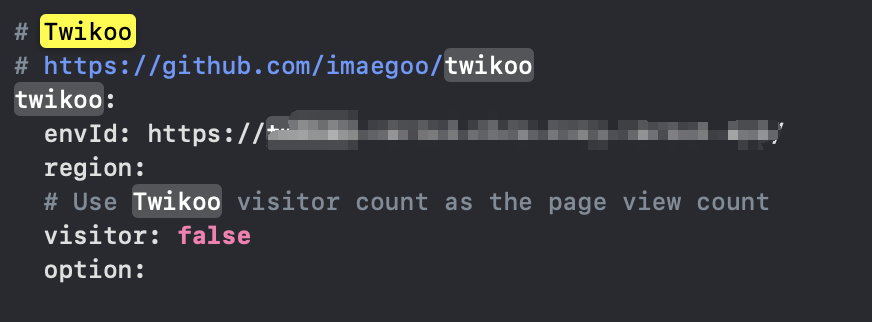 # Twikoo
# https://github.com/imaegoo/twikoo
twikoo:
  envId: https://
  region:
  # Use Twikoo visitor count as the page view count
  visitor: false
  option: